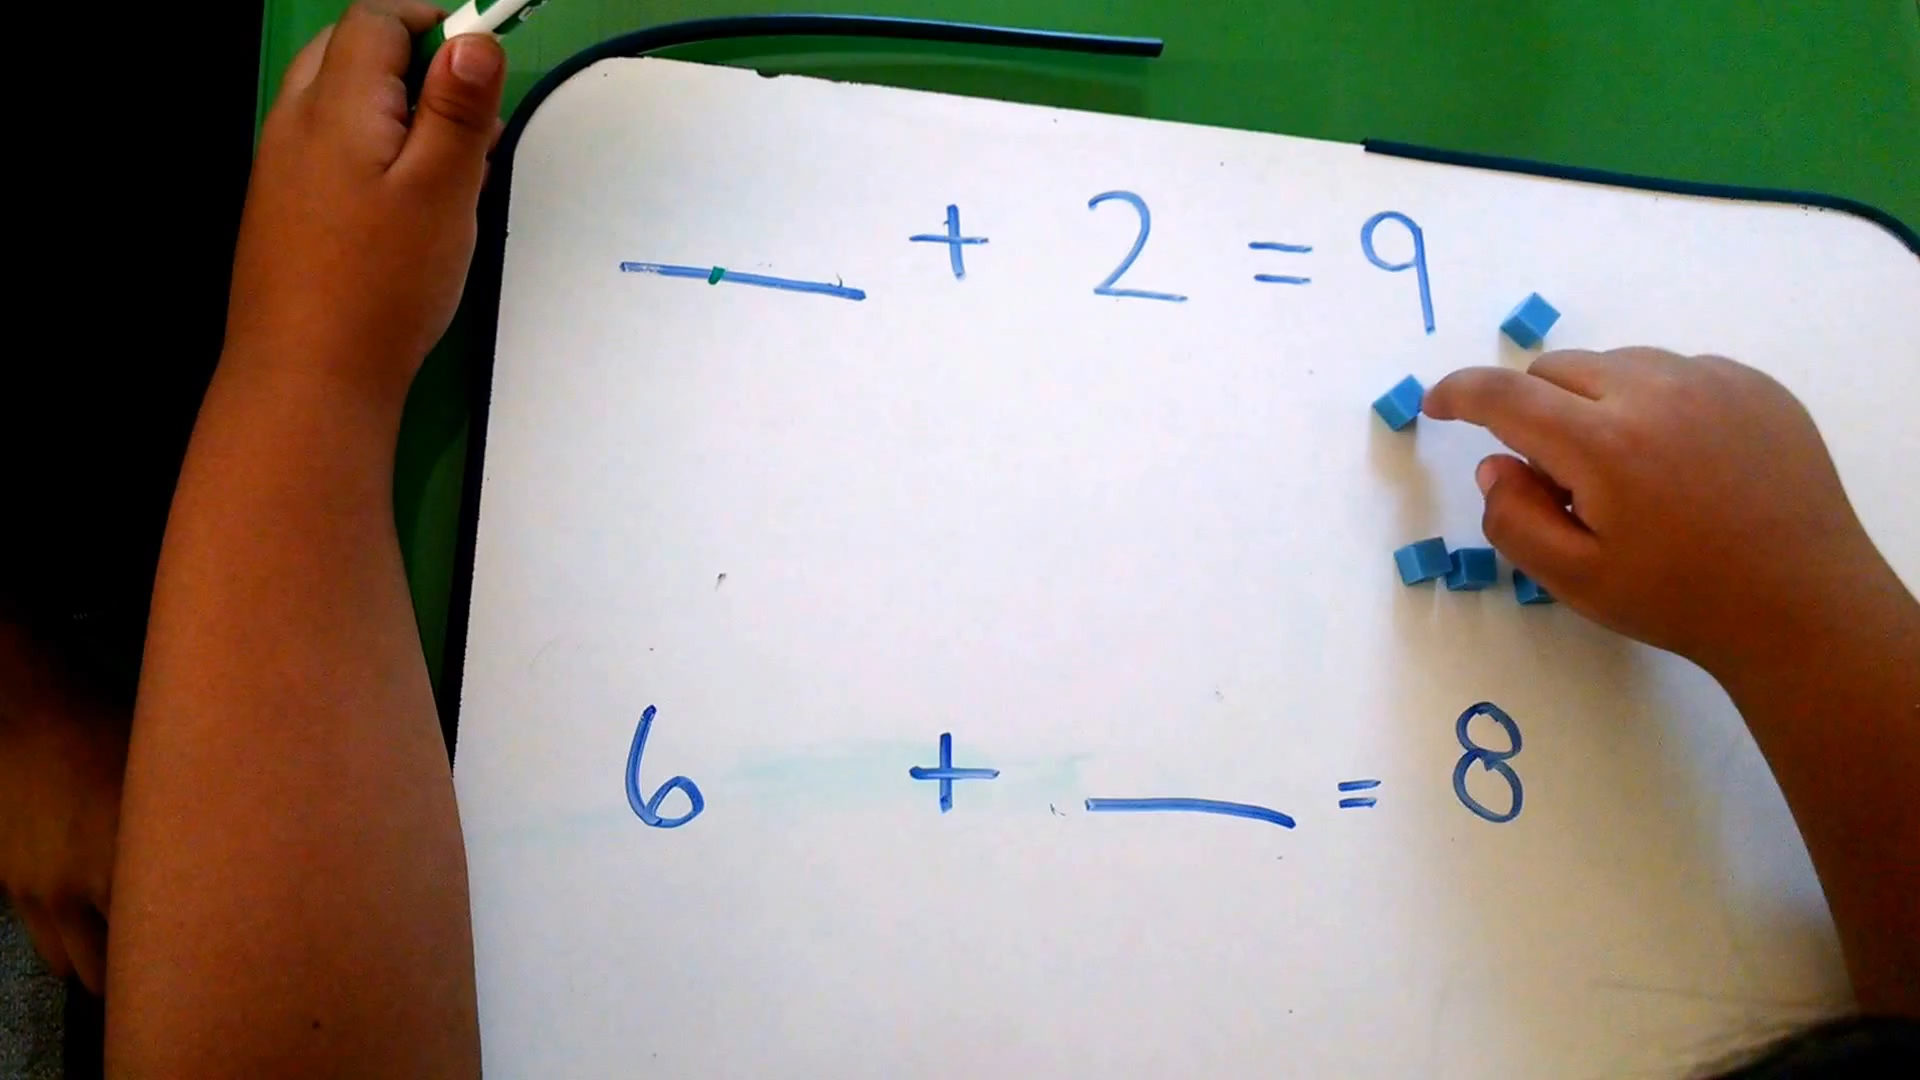 ___ + 2 = 9
6 + ___ = 8